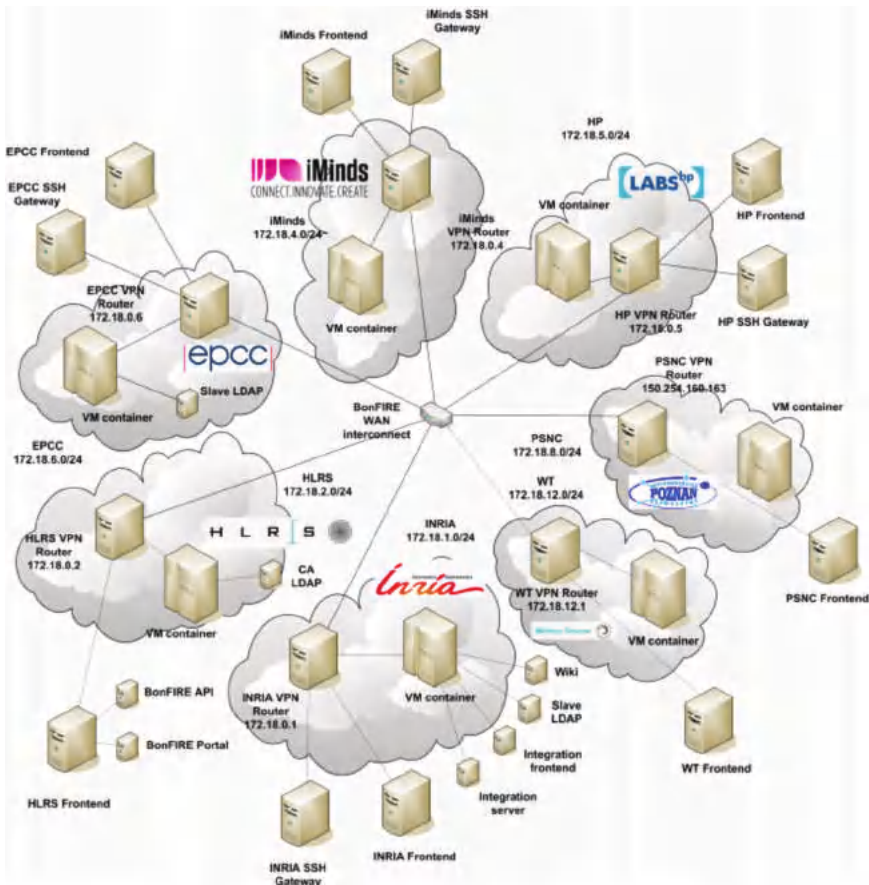 iMinds Frontend
iMinds SSH
Gateway
EPCC Frontend
EPCC SSH
Gateway
iMinds
CONNECT.INNOVATE.CREATE
iMinds
172.18.4.0/24
iMinds
VPN Router
172.18.0.4
VM container
HP
172.18.5.0/24
LABS hp
VM container
HP Frontend
HP VPN Router
172.18.0.5
HP SSH Gateway
EPCC VPN
Router
172.18.0.6
epcc
Slave LDAP
VM container
EPCC
172.18.6.0/24
BonFIRE
WAN
interconnect
PSNC VPN
Router
150.254.160.163
VM container
PSNC
172.18.8.0/24
POZNAN
PSNC Frontend
HLRS
172.18.2.0/24
HLRS VPN
Router
172.18.0.2
H L R S
CA
LDAP
VM container
WT
172.18.12.0/24
WT VPN Router
172.18.12.1
VM container
WT Frontend
INRIA
172.18.1.0/24
Inria
INRIA VPN
Router
172.18.0.1
VM container
Wiki
Slave
LDAP
Integration
frontend
Integration
server
BonFIRE API
BonFIRE Portal
HLRS Frontend
INRIA SSH
Gateway
INRIA Frontend